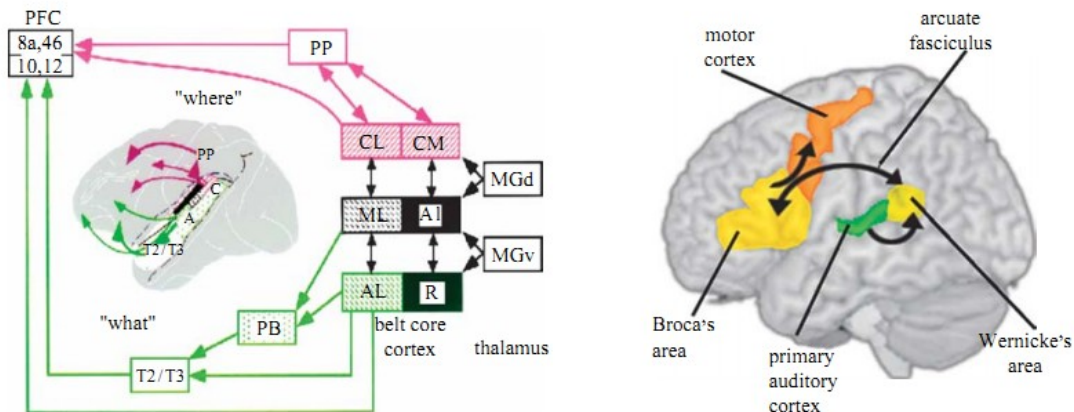 PFC
8a,46
10,12
PP
"where"
CL
CM
PP
C
A
T2/T3
MGd
ML
A1
MGv
AL
R
"what"
PB
belt core
cortex
thalamus
T2/T3
motor
cortex
arcuate
fasciculus
Broca's
area
primary
auditory
cortex
Wernicke's
area